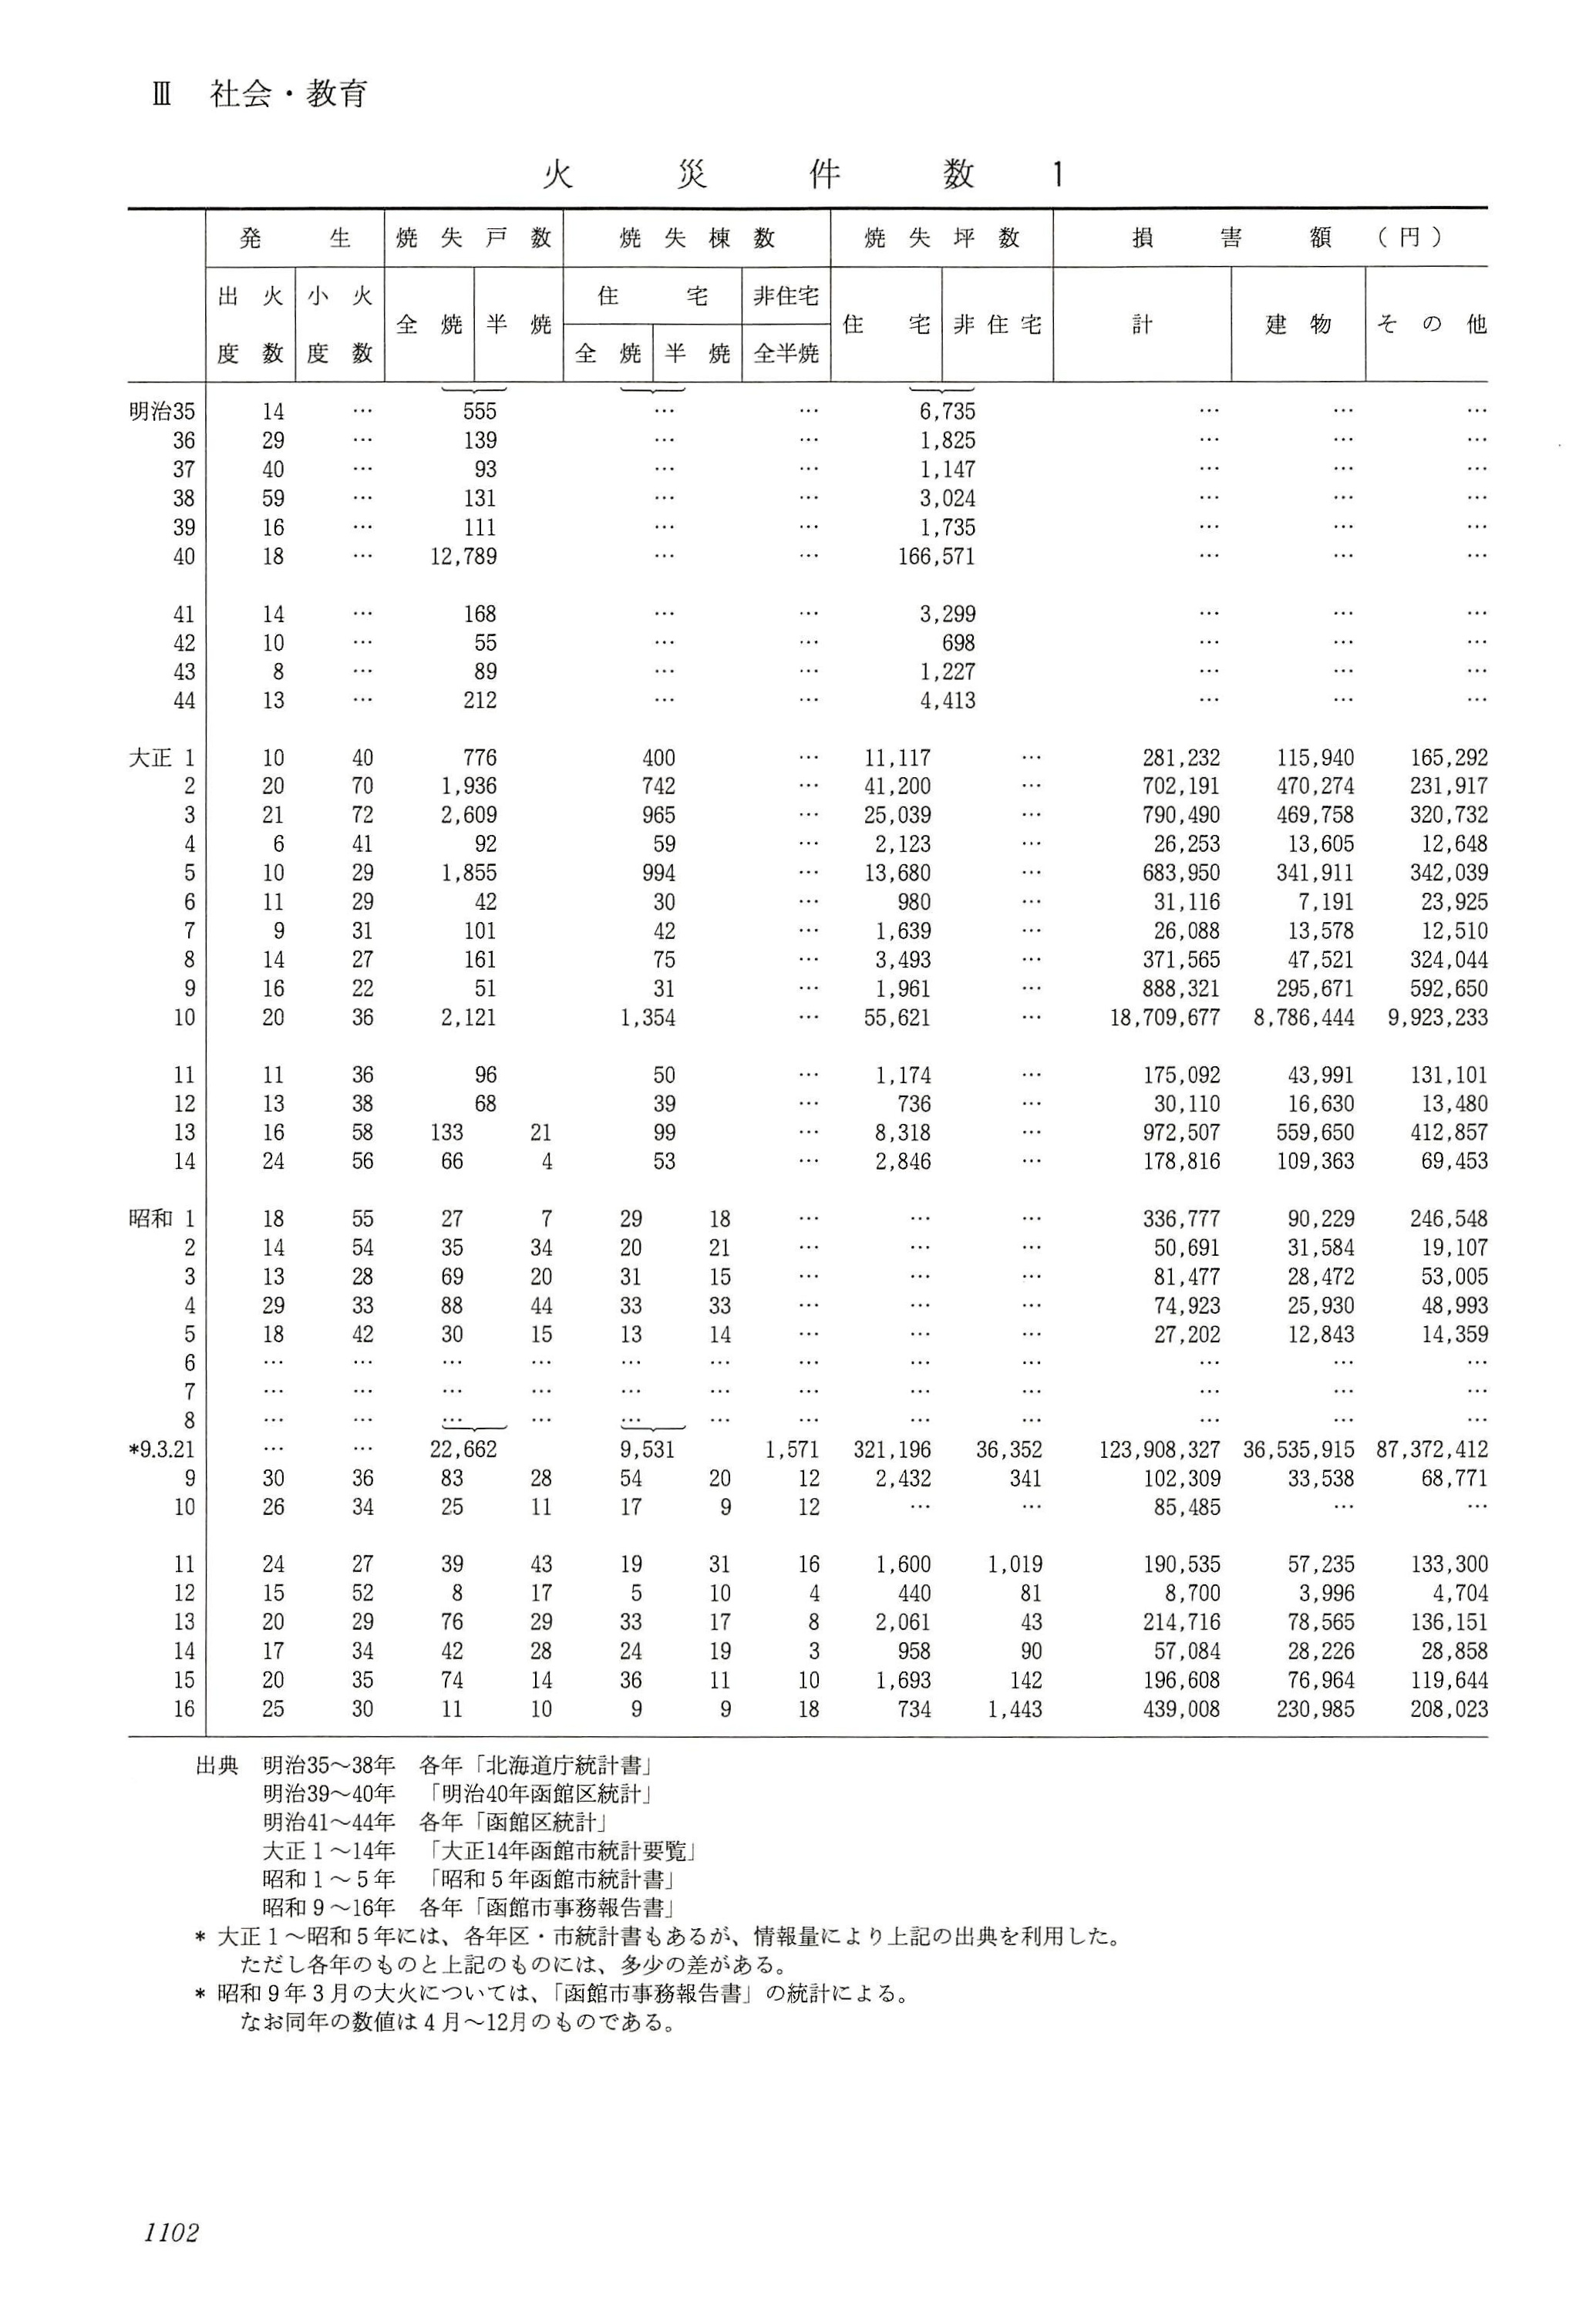 Ⅲ 社会・教育
火災件数 1
発生 焼失戸数 焼失棟数 焼失坪数 損害額（円）
出火度数 小火度数 全焼 半焼 住宅 非住宅 住宅 非住宅 計 建物 その他
全焼 半焼 全半焼
明治35 14 … 555 … … 6,735 … … …
36 29 … 139 … … 1,825 … … …
37 40 … 93 … … 1,147 … … …
38 59 … 131 … … 3,024 … … …
39 16 … 111 … … 1,735 … … …
40 18 … 12,789 … … 166,571 … … …
41 14 … 168 … … 3,299 … … …
42 10 … 55 … … 698 … … …
43 8 … 89 … … 1,227 … … …
44 13 … 212 … … 4,413 … … …
大正 1 10 40 776 400 … 11,117 … 281,232 115,940 165,292
2 20 70 1,936 742 … 41,200 … 702,191 470,274 231,917
3 21 72 2,609 965 … 25,039 … 790,490 469,758 320,732
4 6 41 92 59 … 2,123 … 26,253 13,605 12,648
5 10 29 1,855 994 … 13,680 … 683,950 341,911 342,039
6 11 29 42 30 … 980 … 31,116 7,191 23,925
7 9 31 101 42 … 1,639 … 26,088 13,578 12,510
8 14 27 161 75 … 3,493 … 371,565 47,521 324,044
9 16 22 51 31 … 1,961 … 888,321 295,671 592,650
10 20 36 2,121 1,354 … 55,621 … 18,709,677 8,786,444 9,923,233
11 11 36 96 50 … 1,174 … 175,092 43,991 131,101
12 13 38 68 39 … 736 … 30,110 16,630 13,480
13 16 58 133 21 99 … 8,318 … 972,507 559,650 412,857
14 24 56 66 4 53 … 2,846 … 178,816 109,363 69,453
昭和 1 18 55 27 7 29 18 … … … 336,777 90,229 246,548
2 14 54 35 34 20 21 … … … 50,691 31,584 19,107
3 13 28 69 20 31 15 … … … 81,477 28,472 53,005
4 29 33 88 44 33 33 … … … 74,923 25,930 48,993
5 18 42 30 15 13 14 … … … 27,202 12,843 14,359
6 … … … … … … … … … … … …
7 … … … … … … … … … … … …
8 … … … … … … … … … … … …
*9.3.21 … … 22,662 9,531 1,571 321,196 36,352 123,908,327 36,535,915 87,372,412
9 30 36 83 28 54 20 12 2,432 341 102,309 33,538 68,771
10 26 34 25 11 17 9 12 … … 85,485 … …
11 24 27 39 43 19 31 16 1,600 1,019 190,535 57,235 133,300
12 15 52 8 17 5 10 4 440 81 8,700 3,996 4,704
13 20 29 76 29 33 17 8 2,061 43 214,716 78,565 136,151
14 17 34 42 28 24 19 3 958 90 57,084 28,226 28,858
15 20 35 74 14 36 11 10 1,693 142 196,608 76,964 119,644
16 25 30 11 10 9 9 18 734 1,443 439,008 230,985 208,023
出典 明治35〜38年 各年「北海道庁統計書」
明治39〜40年 「明治40年函館区統計」
明治41〜44年 各年「函館区統計」
大正１〜14年 「大正14年函館市統計要覧」
昭和１〜５年 「昭和５年函館市統計書」
昭和９〜16年 各年「函館市事務報告書」
* 大正１〜昭和５年には、各年区・市統計書もあるが、情報量により上記の出典を利用した。
ただし各年のものと上記のものには、多少の差がある。
* 昭和９年３月の大火については、「函館市事務報告書」の統計による。
なお同年の数値は４月〜12月のものである。
1102